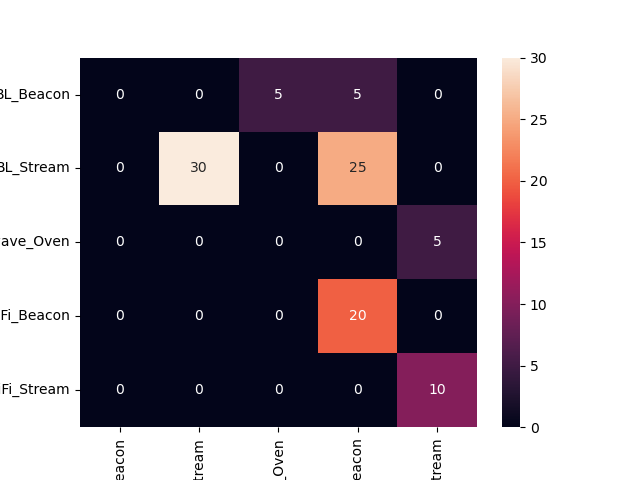 BL_Beacon 0 0 5 5 0
BL_Stream 0 30 0 25 0
ave_Oven 0 0 0 0 5
Fi_Beacon 0 0 0 20 0
Fi_Stream 0 0 0 0 10
eacon
tream
_Oven
eacon
tream
30
25
20
15
10
5
0